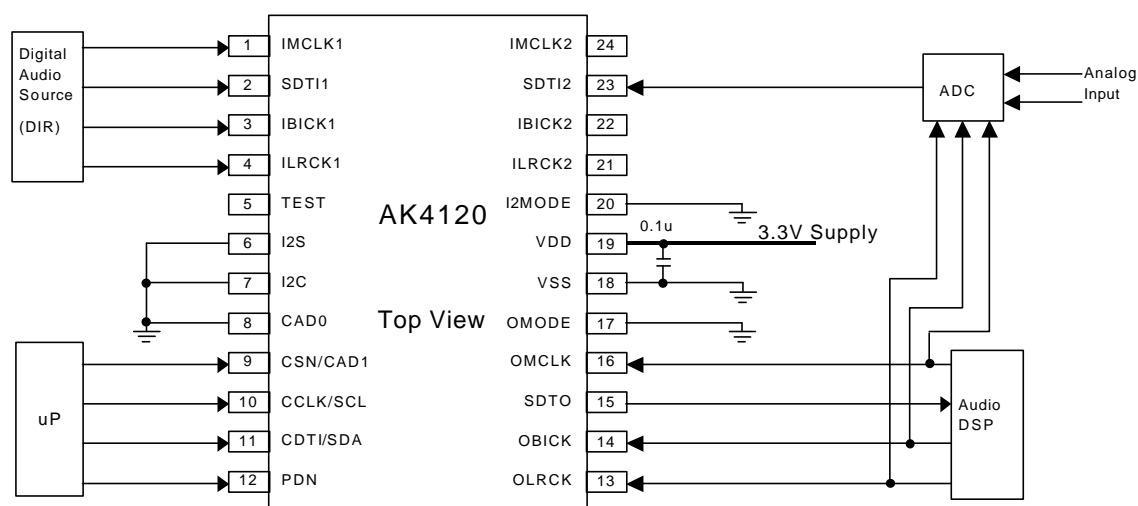 Digital
Audio
Source
(DIR)
1 IMCLK1
2 SDTI1
3 IBICK1
4 ILRCK1
5 TEST
6 I2S
7 I2C
8 CAD0
9 CSN/CAD1
10 CCLK/SCL
11 CDTI/SDA
12 PDN
uP
AK4120
Top View
IMCLK2 24
SDTI2 23
IBICK2 22
ILRCK2 21
I2MODE 20
VDD 19
VSS 18
OMODE 17
OMCLK 16
SDTO 15
OBICK 14
OLRCK 13
0.1u
3.3V Supply
ADC
Analog
Input
Audio
DSP